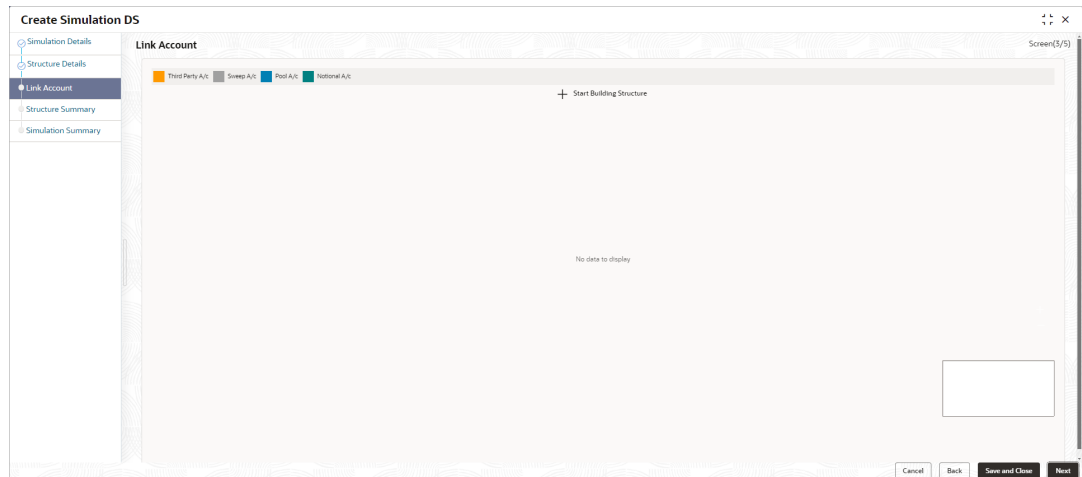 Create Simulation DS
Simulation Details
Structure Details
Link Account
Structure Summary
Simulation Summary
Link Account
Screen(3/5)
Third Party A/c Sweep A/c Pool A/c Notional A/c
Start Building Structure
No data to display
Cancel Back Save and Close Next